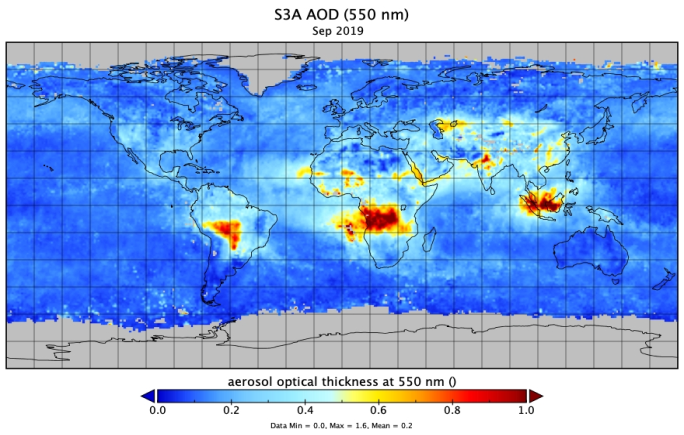 S3A AOD (550 nm)
Sep 2019
aerosol optical thickness at 550 nm ()
0.0 0.2 0.4 0.6 0.8 1.0
Data Min = 0.0, Max = 1.6, Mean = 0.2